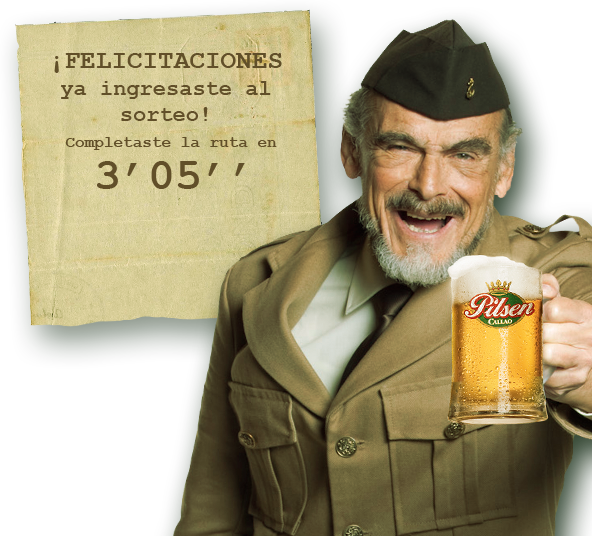 ¡FELICITACIONES
ya ingresaste al
sorteo!
Completaste la ruta en
3’05’’
Pilsen
CALLAO